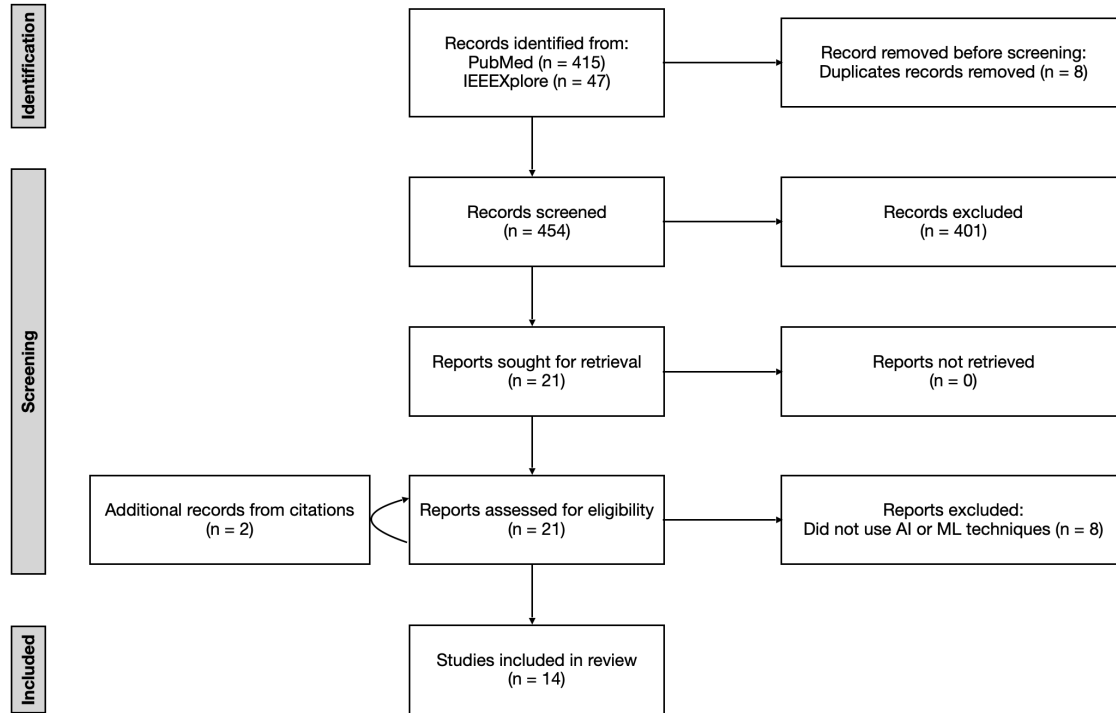 Identification
Records identified from:
PubMed (n = 415)
IEEEXplore (n = 47)
Record removed before screening:
Duplicates records removed (n = 8)
Screening
Records screened
(n = 454)
Records excluded
(n = 401)
Reports sought for retrieval
(n = 21)
Reports not retrieved
(n = 0)
Additional records from citations
(n = 2)
Reports assessed for eligibility
(n = 21)
Reports excluded:
Did not use AI or ML techniques (n = 8)
Included
Studies included in review
(n = 14)